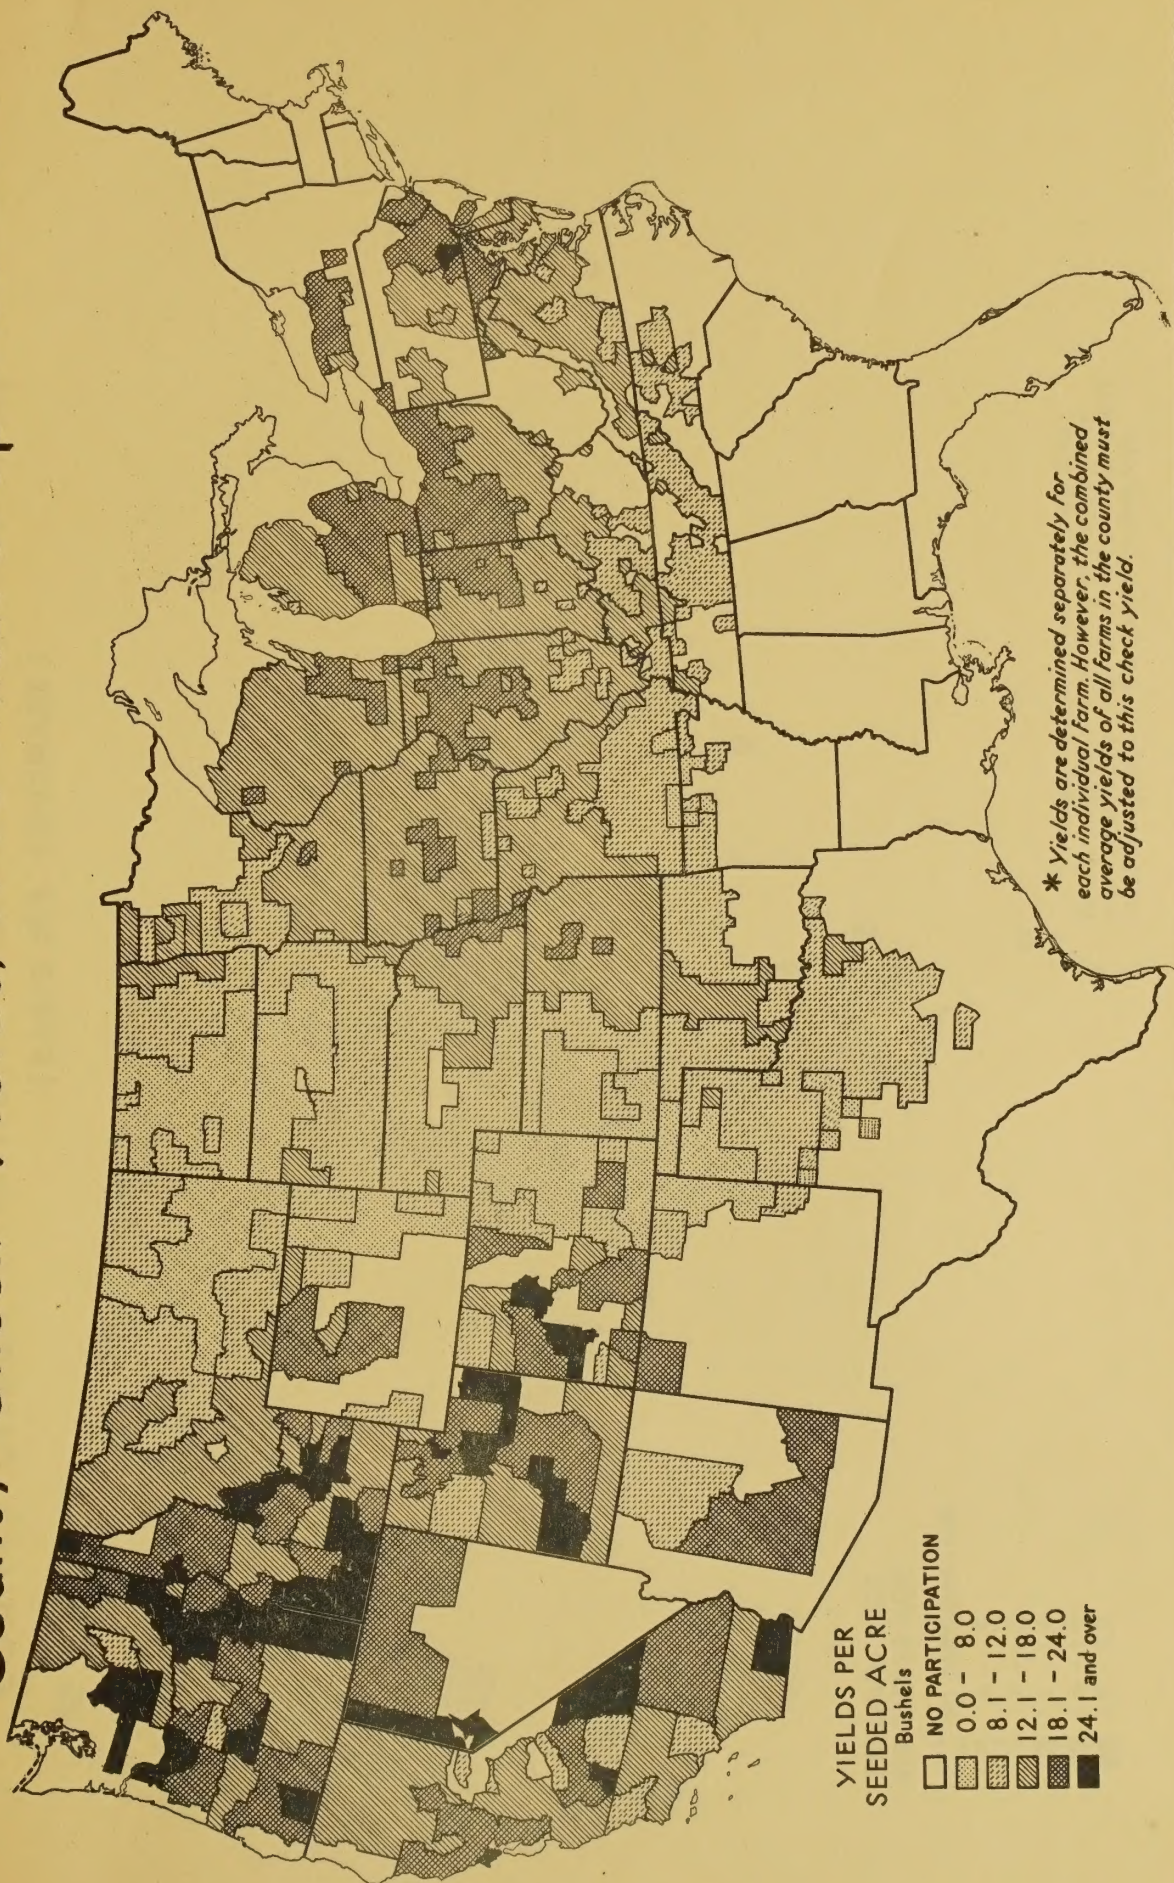 YIELDS PER
SEEDED ACRE
Bushels
NO PARTICIPATION
0.0 - 8.0
8.1 - 12.0
12.1 - 18.0
18.1 - 24.0
24.1 and over
* Yields are determined separately for
each individual farm. However, the combined
average yields of all farms in the county must
be adjusted to this check yield.